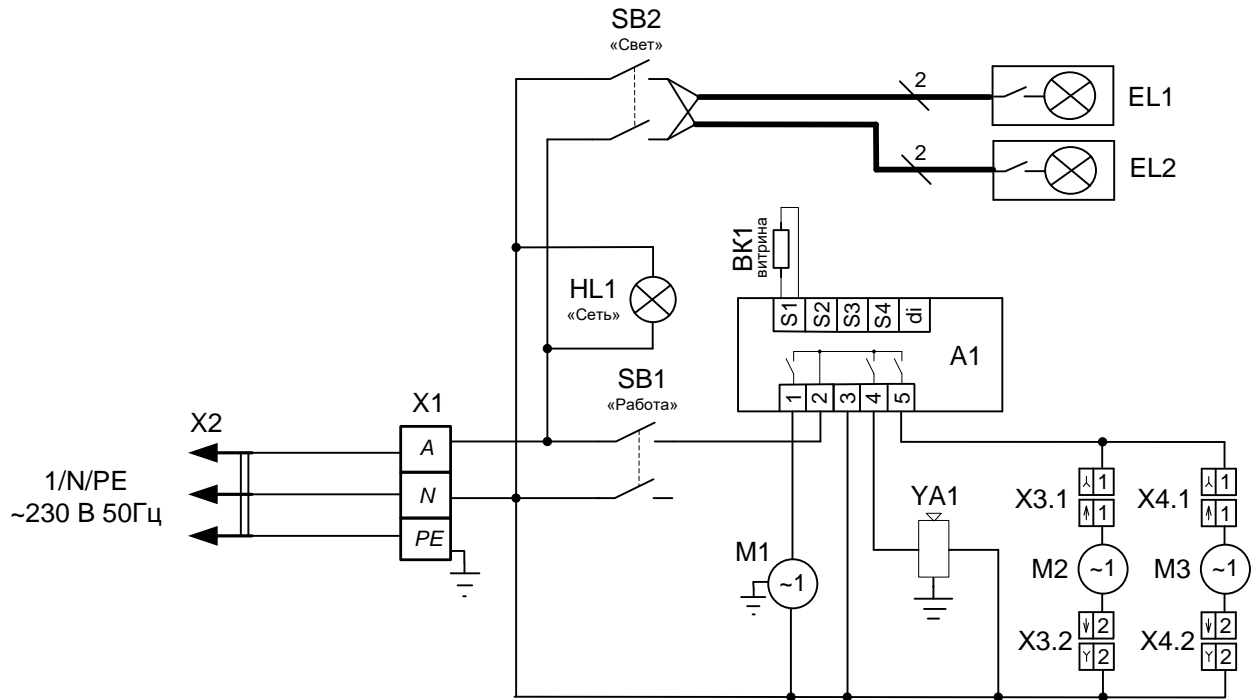 SB2
«Свет»
2
EL1
2
EL2
ВК1
витрина
HL1
«Сеть»
S1 S2 S3 S4 di
A1
SB1
«Работа»
1 2 3 4 5
X1
X2
A
N
PE
1/N/PE
~230 В 50Гц
YA1
X3.1 1
1
X4.1 1
1
M1
~1
M2 ~1
M3 ~1
X3.2 2
2
X4.2 2
2